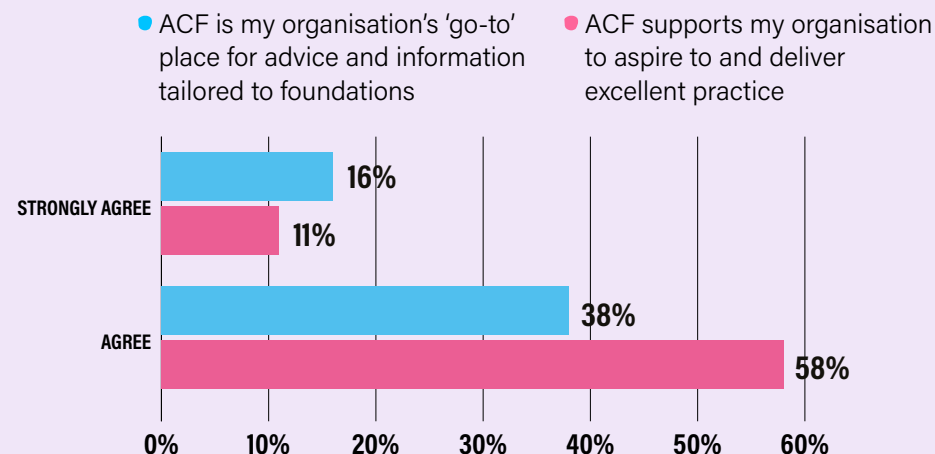 ACF is my organisation’s ‘go-to’
place for advice and information
tailored to foundations
ACF supports my organisation
to aspire to and deliver
excellent practice
STRONGLY AGREE
16%
11%
AGREE
38%
58%
0% 10% 20% 30% 40% 50% 60%